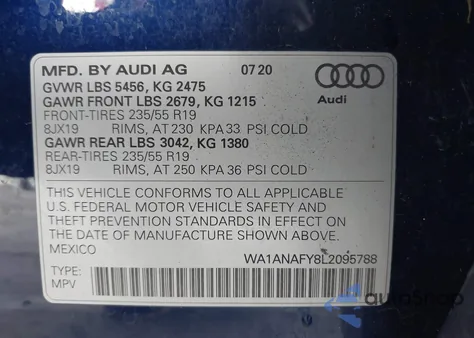 MFD. BY AUDI AG 07 20
GVWR LBS 5456, KG 2475
GAWR FRONT LBS 2679, KG 1215
Audi
FRONT-TIRES 235/55 R19
8JX19 RIMS, AT 230 KPA 33 PSI COLD
GAWR REAR LBS 3042, KG 1380
REAR-TIRES 235/55 R19
8JX19 RIMS, AT 250 KPA 36 PSI COLD
THIS VEHICLE CONFORMS TO ALL APPLICABLE
U.S. FEDERAL MOTOR VEHICLE SAFETY AND
THEFT PREVENTION STANDARDS IN EFFECT ON
THE DATE OF MANUFACTURE SHOWN ABOVE.
MEXICO WA1ANAFY8L2095788
TYPE:
MPV
autoSnap